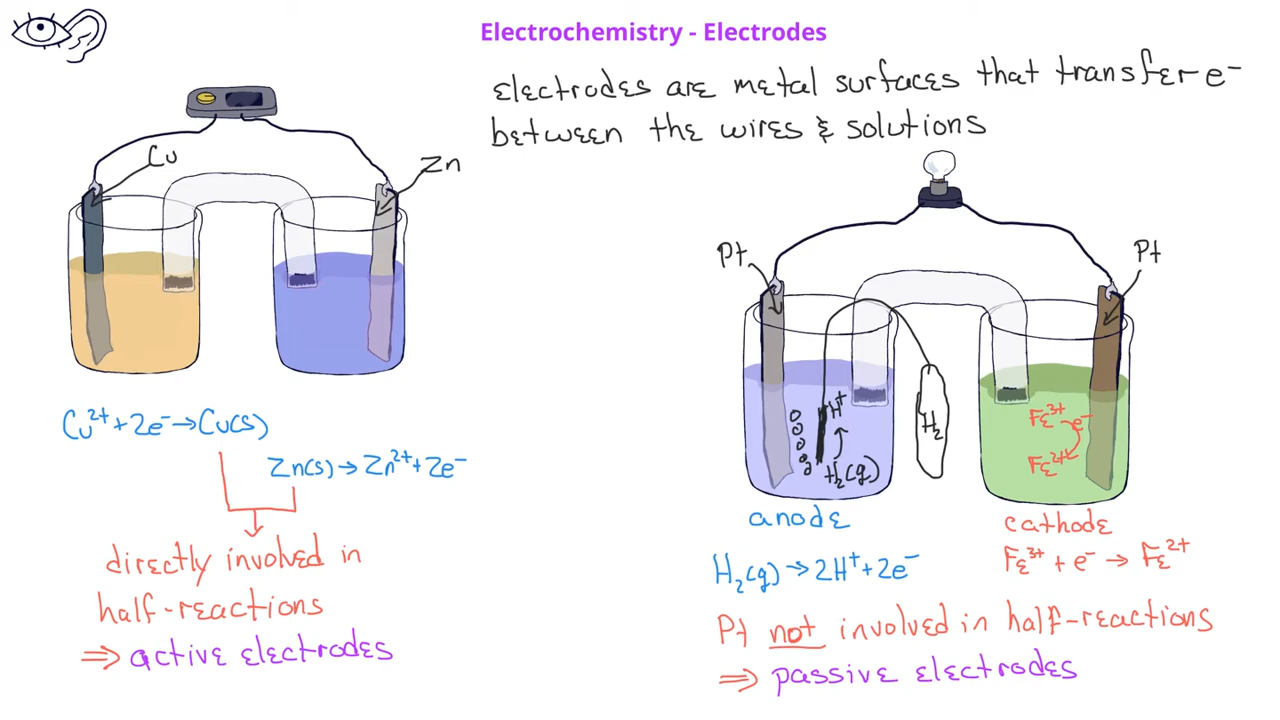 Electrochemistry - Electrodes
electrodes are metal surfaces that transfer e⁻
between the wires & solutions
Cu
Zn
Cu²⁺ + 2e⁻ → Cu(s)
Zn(s) → Zn²⁺ + 2e⁻
directly involved in
half-reactions
⇒ active electrodes
Pt
Pt
H⁺
H₂(g)
H₂
Fe³⁺ e⁻
Fe²⁺
anode
cathode
H₂(g) → 2H⁺ + 2e⁻
Fe³⁺ + e⁻ → Fe²⁺
Pt not involved in half-reactions
⇒ passive electrodes